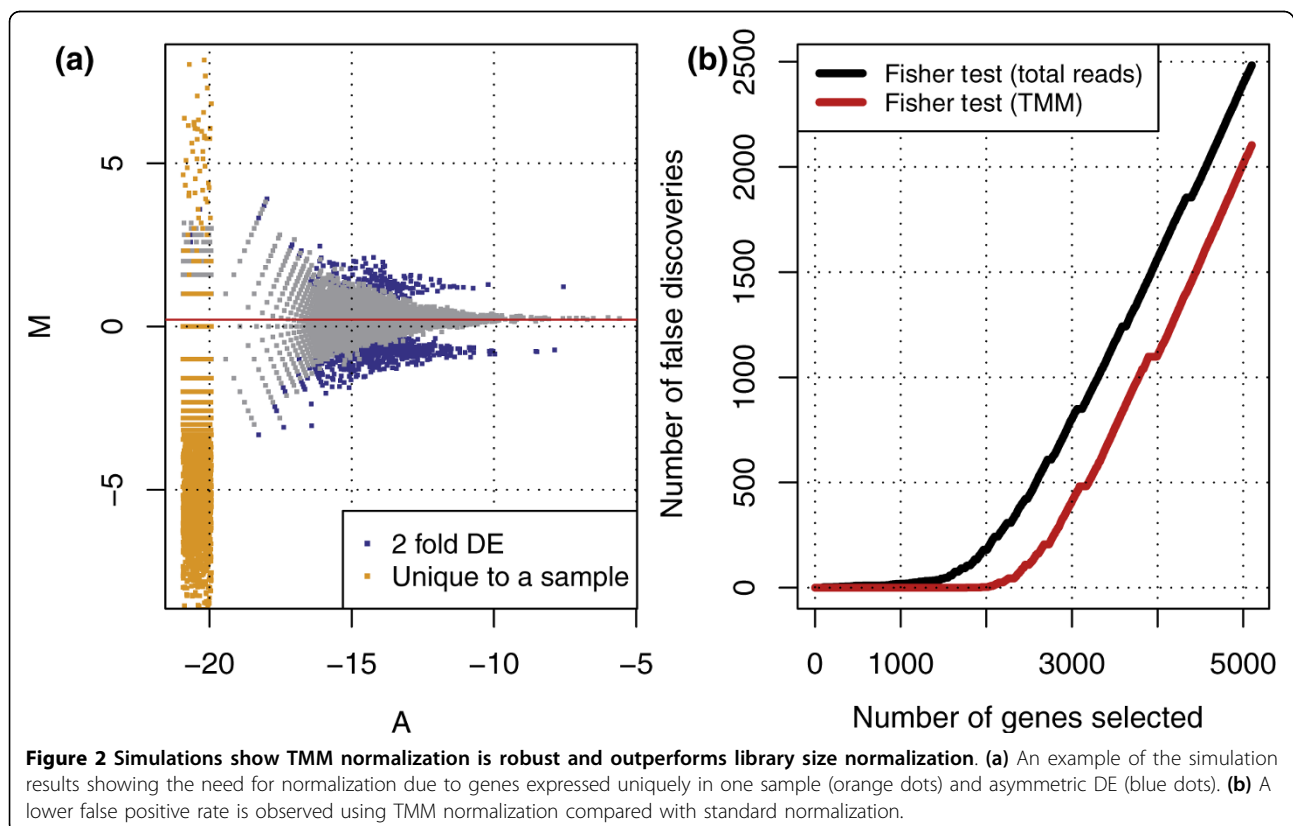 (a)
M
5
0
−5
2 fold DE
Unique to a sample
−20 −15 −10 −5
A
(b)
Number of false discoveries
2500
2000
1500
1000
500
0
Fisher test (total reads)
Fisher test (TMM)
0 1000 3000 5000
Number of genes selected
Figure 2 Simulations show TMM normalization is robust and outperforms library size normalization. (a) An example of the simulation
results showing the need for normalization due to genes expressed uniquely in one sample (orange dots) and asymmetric DE (blue dots). (b) A
lower false positive rate is observed using TMM normalization compared with standard normalization.